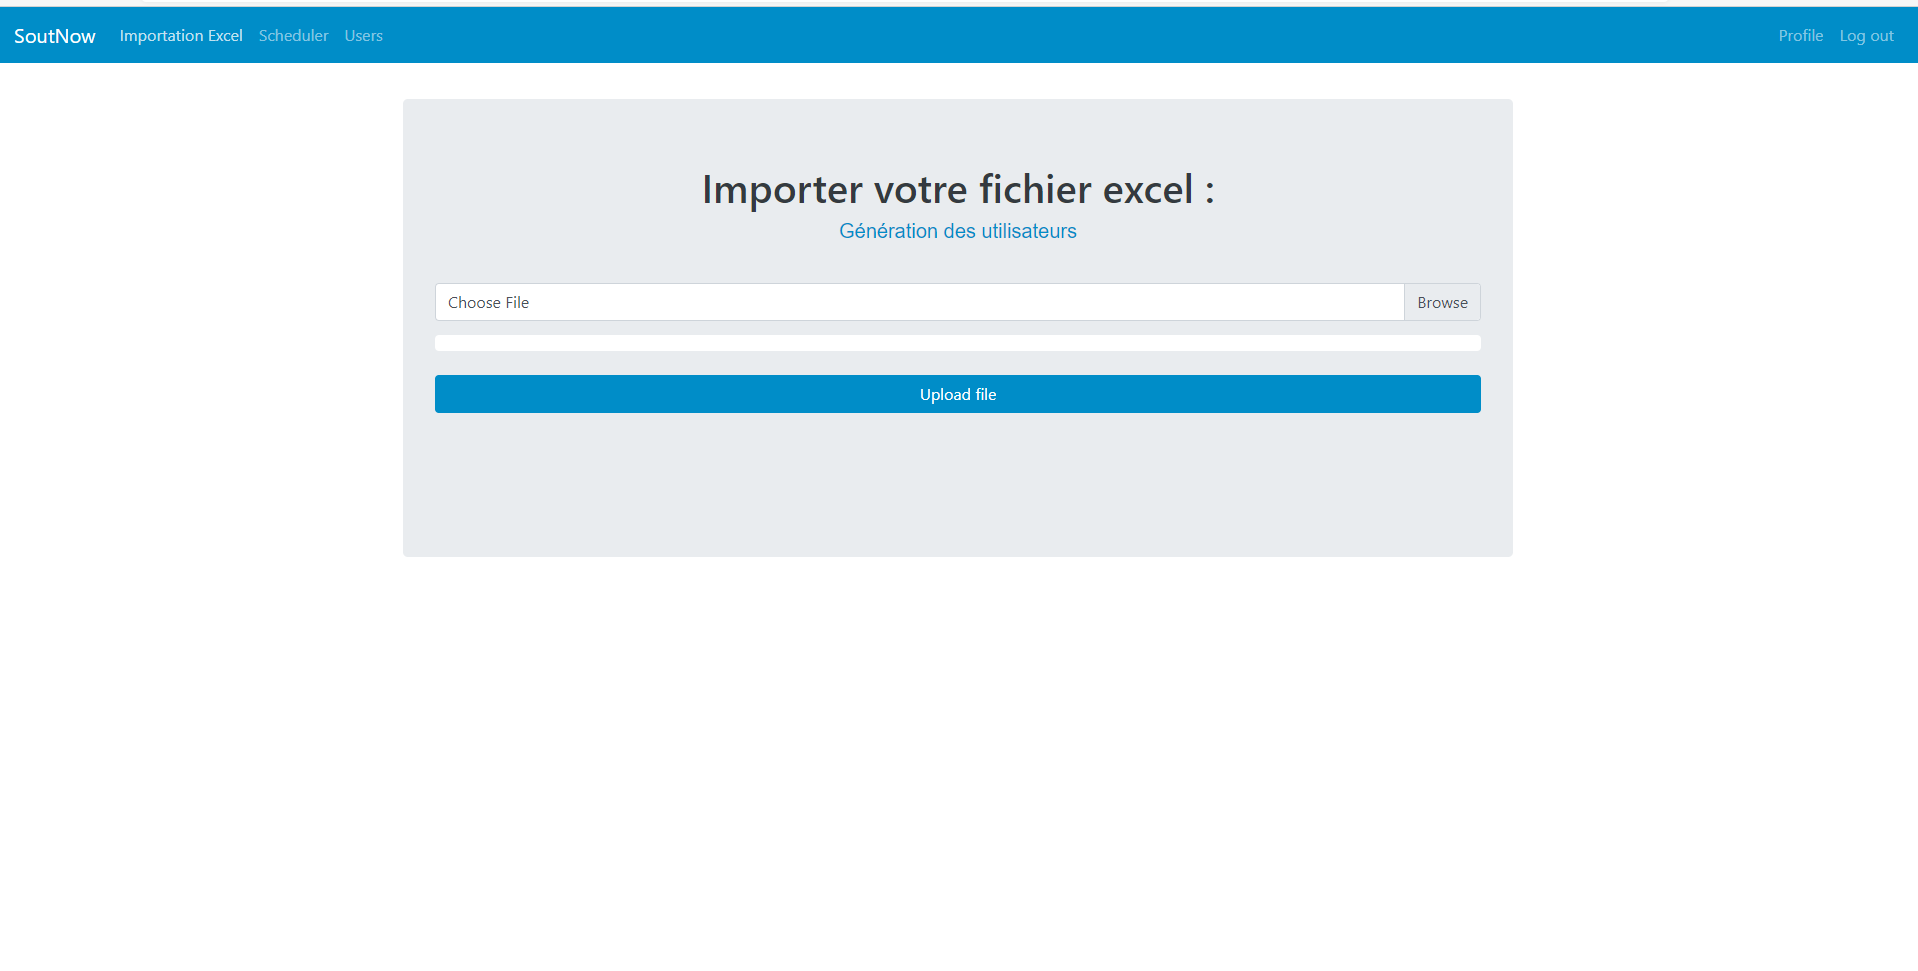 SoutNow Importation Excel Scheduler Users Profile Log out
Importer votre fichier excel :
Génération des utilisateurs
Choose File Browse
Upload file